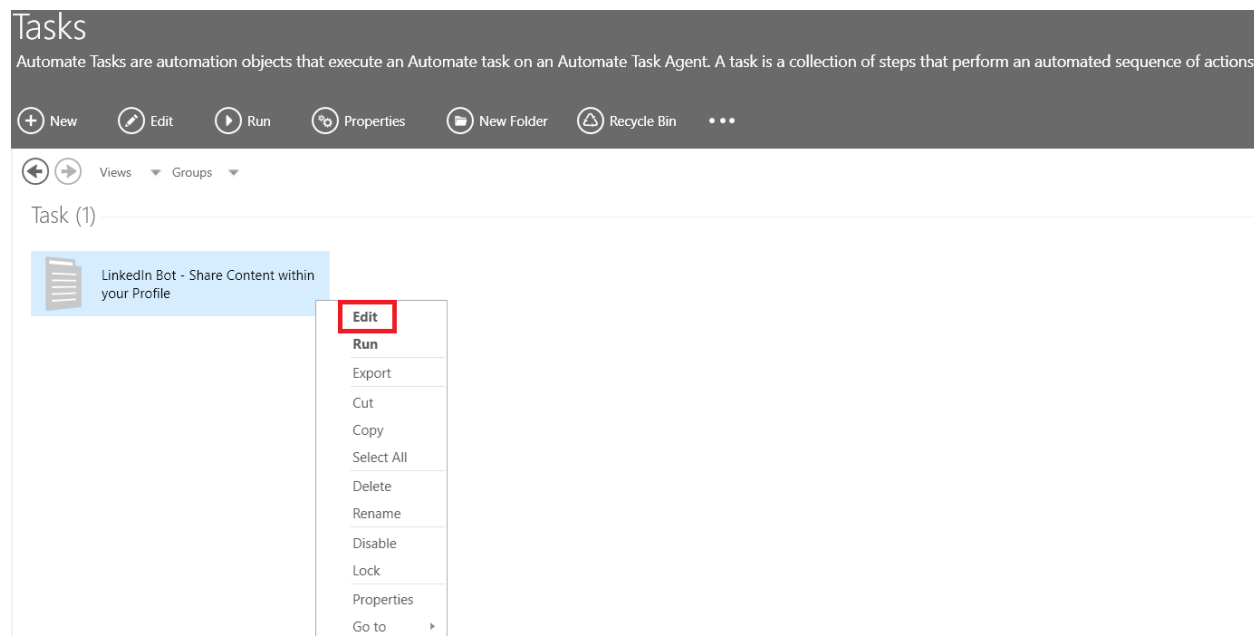 Tasks
Automate Tasks are automation objects that execute an Automate task on an Automate Task Agent. A task is a collection of steps that perform an automated sequence of actions
New Edit Run Properties New Folder Recycle Bin
Views Groups
Task (1)
LinkedIn Bot - Share Content within
your Profile
Edit
Run
Export
Cut
Copy
Select All
Delete
Rename
Disable
Lock
Properties
Go to